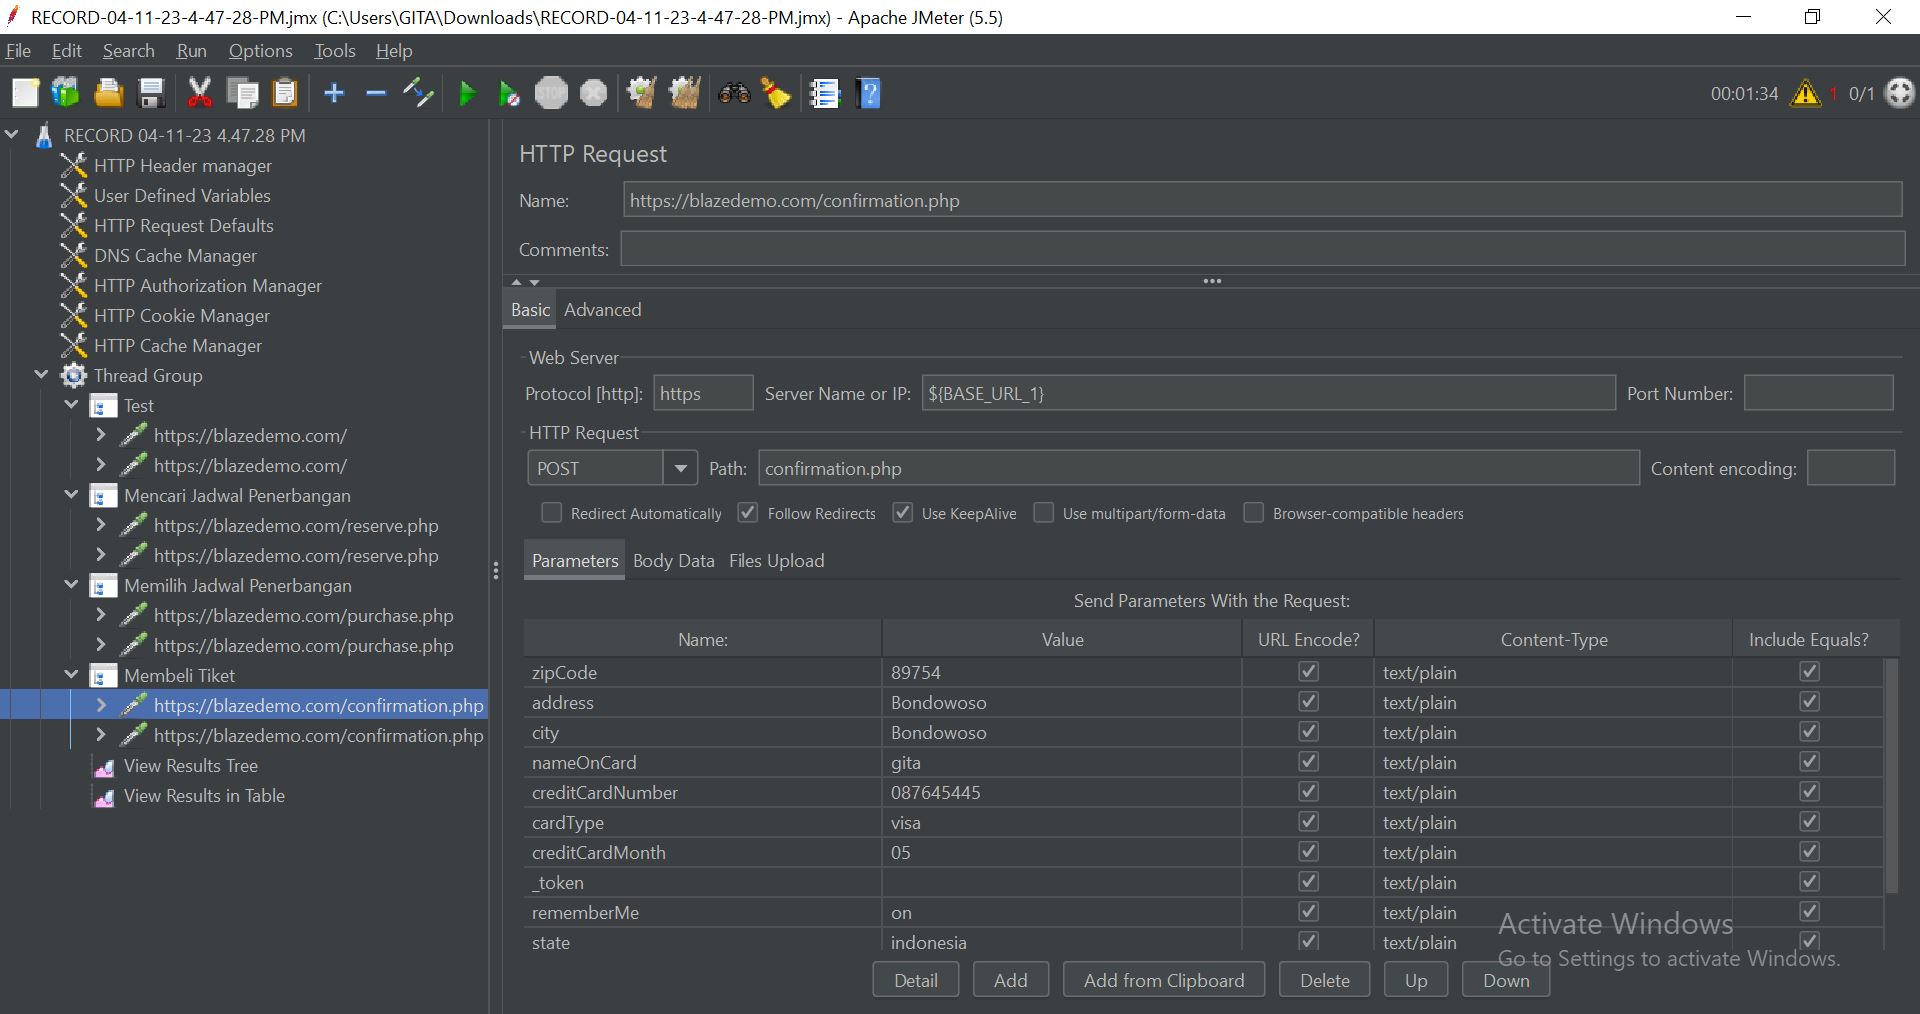 RECORD-04-11-23-4-47-28-PM.jmx (C:\Users\GITA\Downloads\RECORD-04-11-23-4-47-28-PM.jmx) - Apache JMeter (5.5)
File Edit Search Run Options Tools Help
STOP
00:01:34 1 0/1
RECORD 04-11-23 4.47.28 PM
HTTP Header manager
User Defined Variables
HTTP Request Defaults
DNS Cache Manager
HTTP Authorization Manager
HTTP Cookie Manager
HTTP Cache Manager
Thread Group
Test
https://blazedemo.com/
https://blazedemo.com/
Mencari Jadwal Penerbangan
https://blazedemo.com/reserve.php
https://blazedemo.com/reserve.php
Memilih Jadwal Penerbangan
https://blazedemo.com/purchase.php
https://blazedemo.com/purchase.php
Membeli Tiket
https://blazedemo.com/confirmation.php
https://blazedemo.com/confirmation.php
View Results Tree
View Results in Table
HTTP Request
Name: https://blazedemo.com/confirmation.php
Comments:
Basic Advanced
Web Server
Protocol [http]: https Server Name or IP: ${BASE_URL_1} Port Number:
HTTP Request
POST Path: confirmation.php Content encoding:
Redirect Automatically Follow Redirects Use KeepAlive Use multipart/form-data Browser-compatible headers
Parameters Body Data Files Upload
Send Parameters With the Request:
Name: Value URL Encode? Content-Type Include Equals?
zipCode 89754 text/plain
address Bondowoso text/plain
city Bondowoso text/plain
nameOnCard gita text/plain
creditCardNumber 087645445 text/plain
cardType visa text/plain
creditCardMonth 05 text/plain
_token text/plain
rememberMe on text/plain
state indonesia text/plain
Detail Add Add from Clipboard Delete Up Down
Activate Windows
Go to Settings to activate Windows.